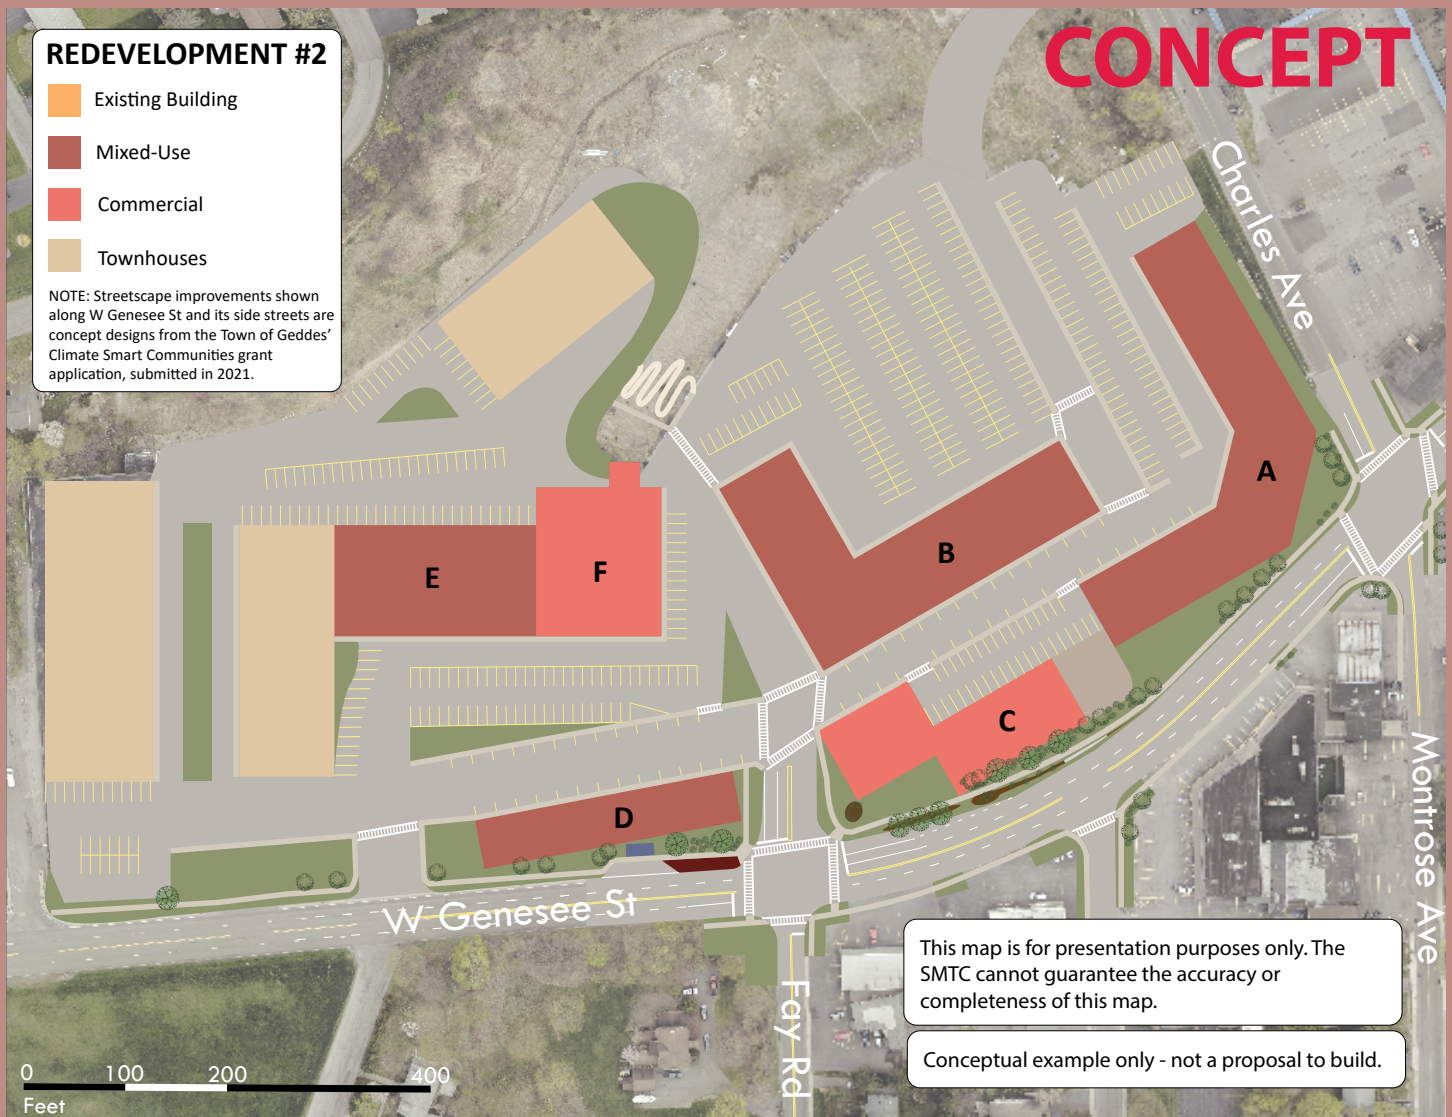 REDEVELOPMENT #2
Existing Building
Mixed-Use
Commercial
Townhouses
NOTE: Streetscape improvements shown
along W Genesee St and its side streets are
concept designs from the Town of Geddes'
Climate Smart Communities grant
application, submitted in 2021.
CONCEPT
Charles Ave
A
B
E
F
C
D
Montrose Ave
W Genesee St
Fay Rd
This map is for presentation purposes only. The
SMTC cannot guarantee the accuracy or
completeness of this map.
Conceptual example only - not a proposal to build.
0 100 200 400
Feet